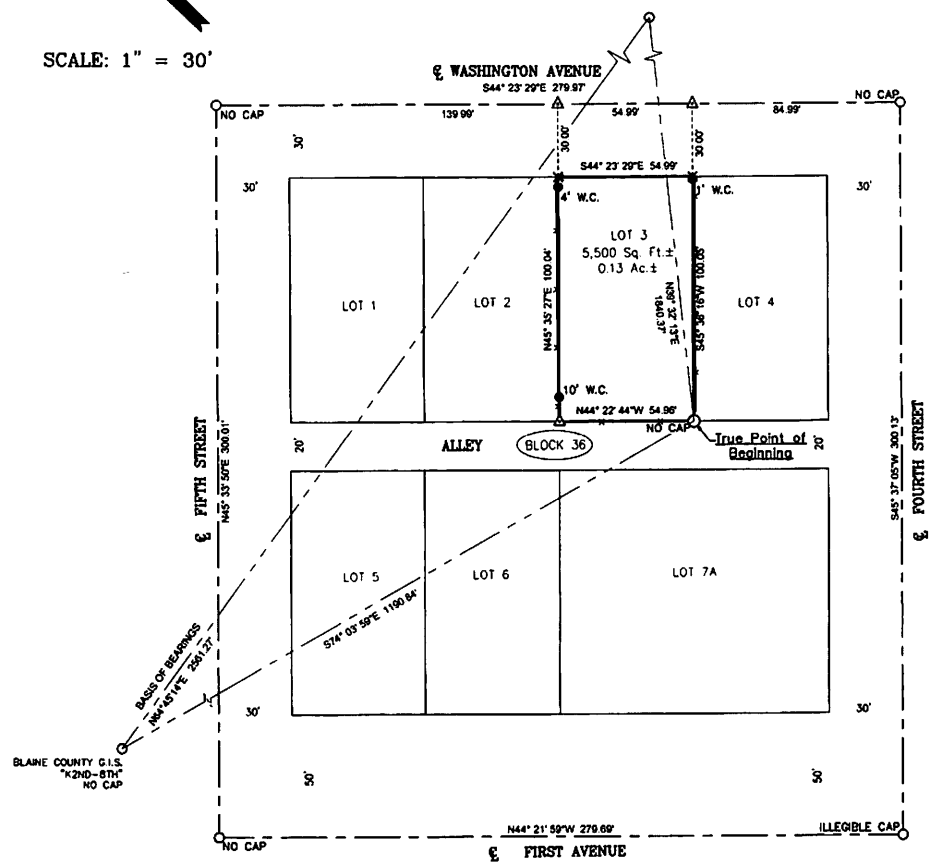 SCALE: 1" = 30'
℄ WASHINGTON AVENUE
S44° 23' 29"E 279.97'
NO CAP
NO CAP
139.99'
54.99'
84.99'
30'
30.00'
30.00'
30'
S44° 23' 29"E 54.99'
30'
4' W.C.
1' W.C.
LOT 3
5,500 Sq. Ft.±
0.13 Ac.±
LOT 1
LOT 2
N45° 35' 27"E 100.04'
N39° 32' 13"E
1840.37'
S45° 36' 16"W 100.05'
LOT 4
10' W.C.
N44° 22' 44"W 54.96'
NO CAP
20'
ALLEY
BLOCK 36
True Point of
Beginning
20'
℄ FIFTH STREET
N45° 33' 50"E 300.01'
S45° 37' 05"W 300.13'
℄ FOURTH STREET
LOT 5
LOT 6
LOT 7A
S74° 03' 59"E 1190.84'
BASIS OF BEARINGS
N64° 45' 14"E 2561.27'
30'
30'
BLAINE COUNTY G.I.S.
"K2ND-8TH"
NO CAP
50'
50'
N44° 21' 59"W 279.69'
NO CAP
ILLEGIBLE CAP
℄ FIRST AVENUE